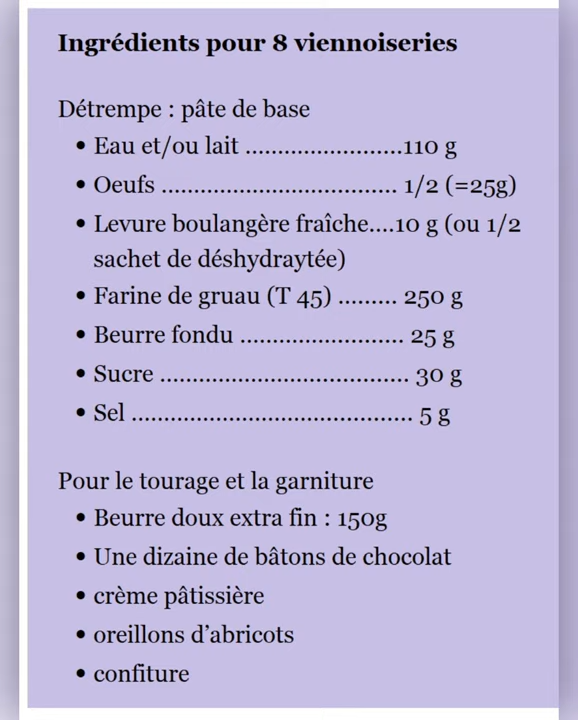 Ingrédients pour 8 viennoiseries
Détrempe : pâte de base
• Eau et/ou lait ........................110 g
• Oeufs .................................... 1/2 (=25g)
• Levure boulangère fraîche....10 g (ou 1/2
sachet de déshydraytée)
• Farine de gruau (T 45) ......... 250 g
• Beurre fondu ......................... 25 g
• Sucre ...................................... 30 g
• Sel ........................................... 5 g
Pour le tourage et la garniture
• Beurre doux extra fin : 150g
• Une dizaine de bâtons de chocolat
• crème pâtissière
• oreillons d’abricots
• confiture